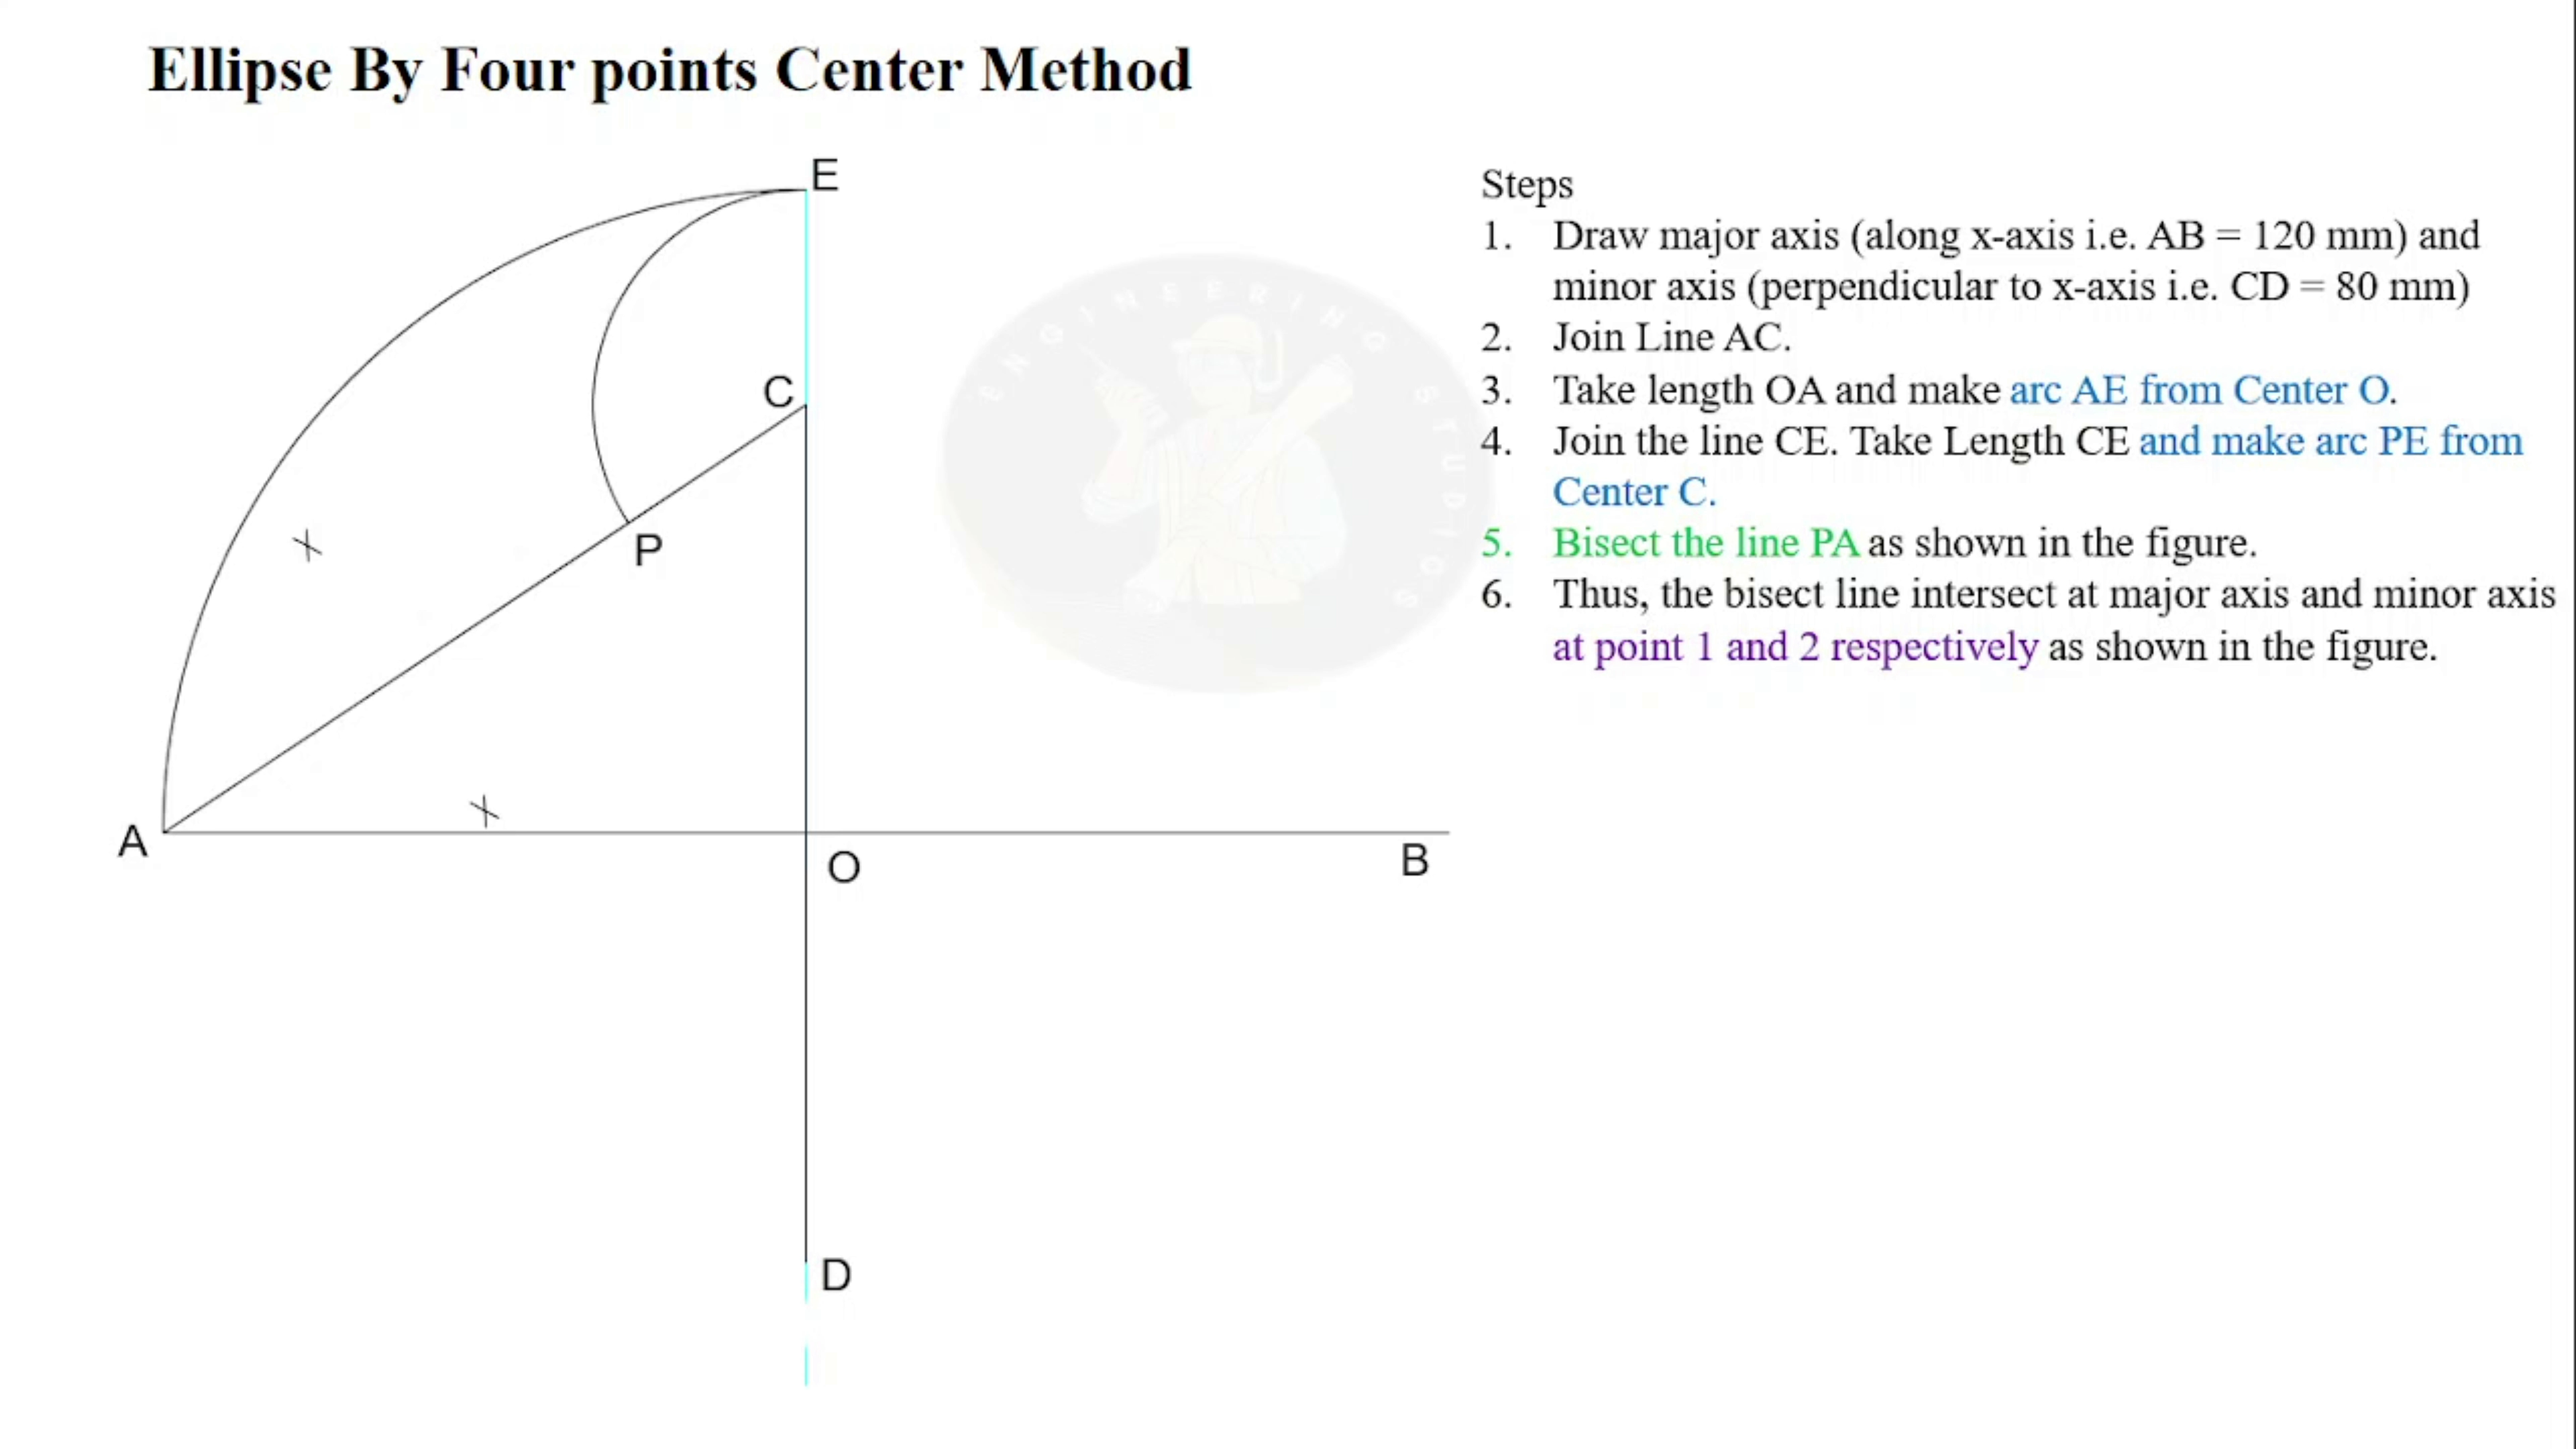 Ellipse By Four points Center Method
E
C
P
A
O
B
D
Steps
1. Draw major axis (along x-axis i.e. AB = 120 mm) and
minor axis (perpendicular to x-axis i.e. CD = 80 mm)
2. Join Line AC.
3. Take length OA and make arc AE from Center O.
4. Join the line CE. Take Length CE and make arc PE from
Center C.
5. Bisect the line PA as shown in the figure.
6. Thus, the bisect line intersect at major axis and minor axis
at point 1 and 2 respectively as shown in the figure.
ENGINEERING STUDIOS